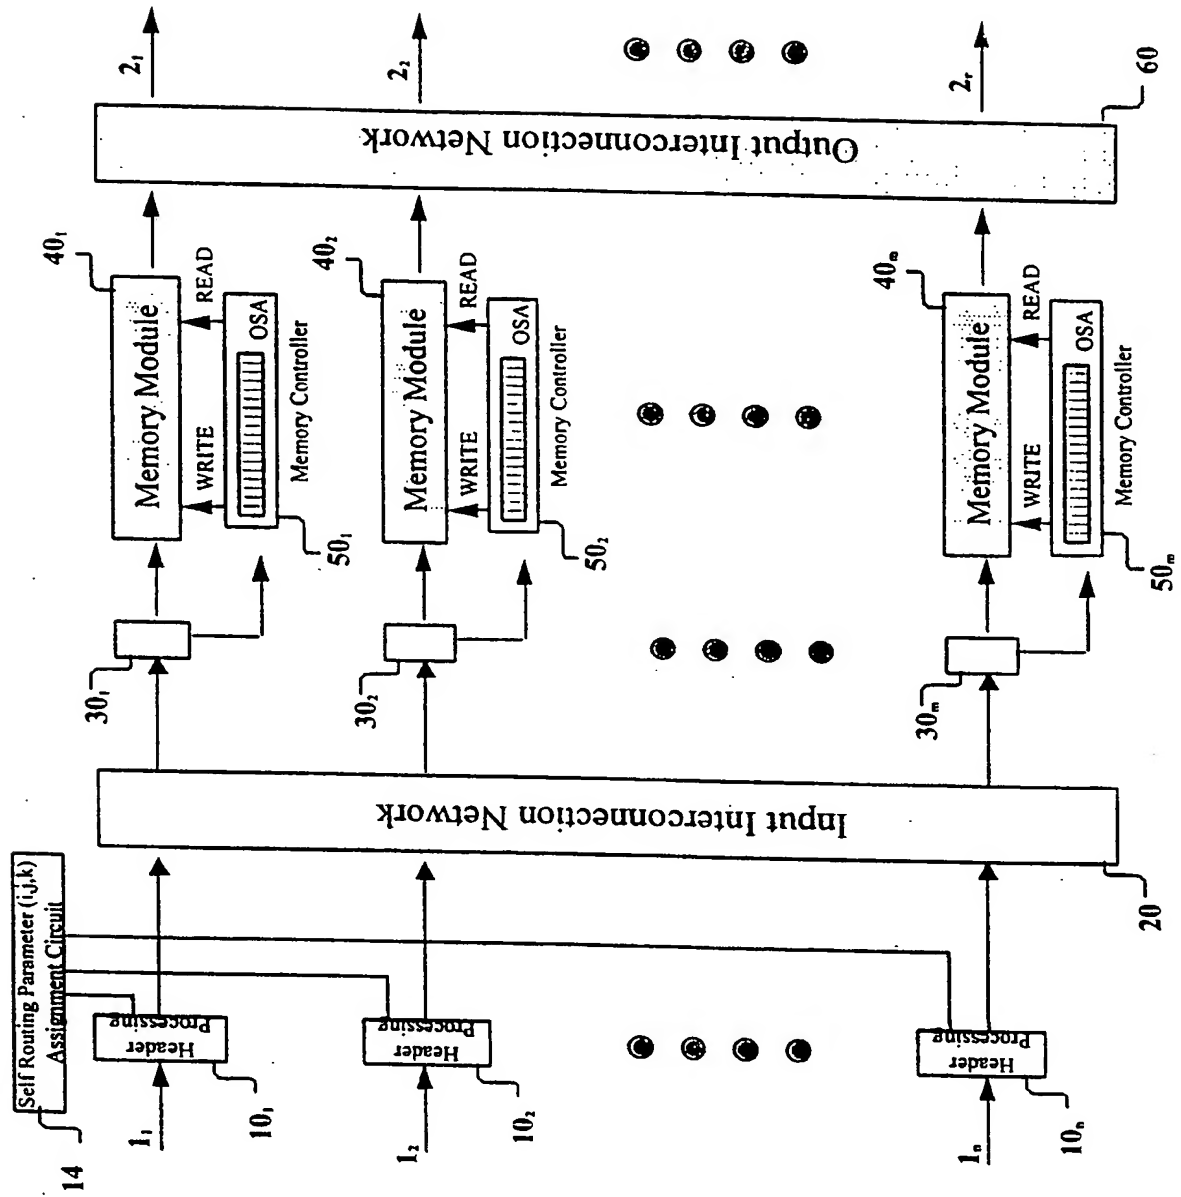 14
Self Routing Parameter (i,j,k)
Assignment Circuit
1₁
Header
Processing
10₁
1₂
Header
Processing
10₂
1ₙ
Header
Processing
10ₙ
Input Interconnection Network
20
30₁
30₂
30ₘ
Memory Module
40₁
WRITE
READ
OSA
50₁
Memory Controller
Memory Module
40₂
WRITE
READ
OSA
50₂
Memory Controller
Memory Module
40ₘ
WRITE
READ
OSA
50ₘ
Memory Controller
Output Interconnection Network
60
2₁
2₂
2ᵣ